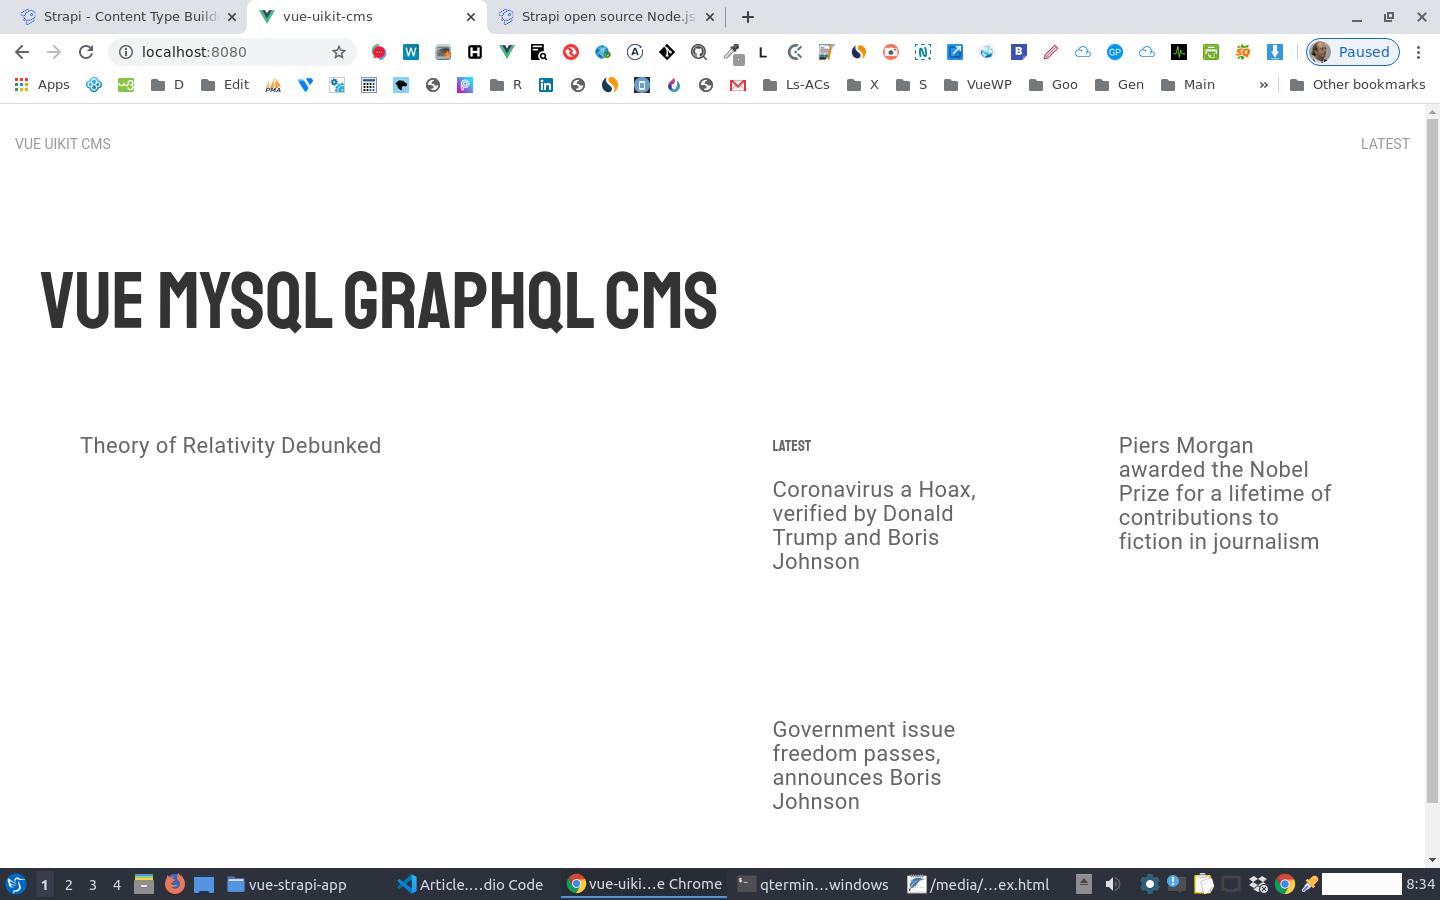 Strapi - Content Type Build
vue-uikit-cms
Strapi open source Node.js
localhost:8080
Paused
Apps
D
Edit
R
Ls-ACs
X
S
VueWP
Goo
Gen
Main
»
Other bookmarks
VUE UIKIT CMS
LATEST
VUE MYSQL GRAPHQL CMS
Theory of Relativity Debunked
LATEST
Coronavirus a Hoax,
verified by Donald
Trump and Boris
Johnson
Piers Morgan
awarded the Nobel
Prize for a lifetime of
contributions to
fiction in journalism
Government issue
freedom passes,
announces Boris
Johnson
1 2 3 4
vue-strapi-app
Article....dio Code
vue-uiki...e Chrome
qtermin...windows
/media/...ex.html
8:34